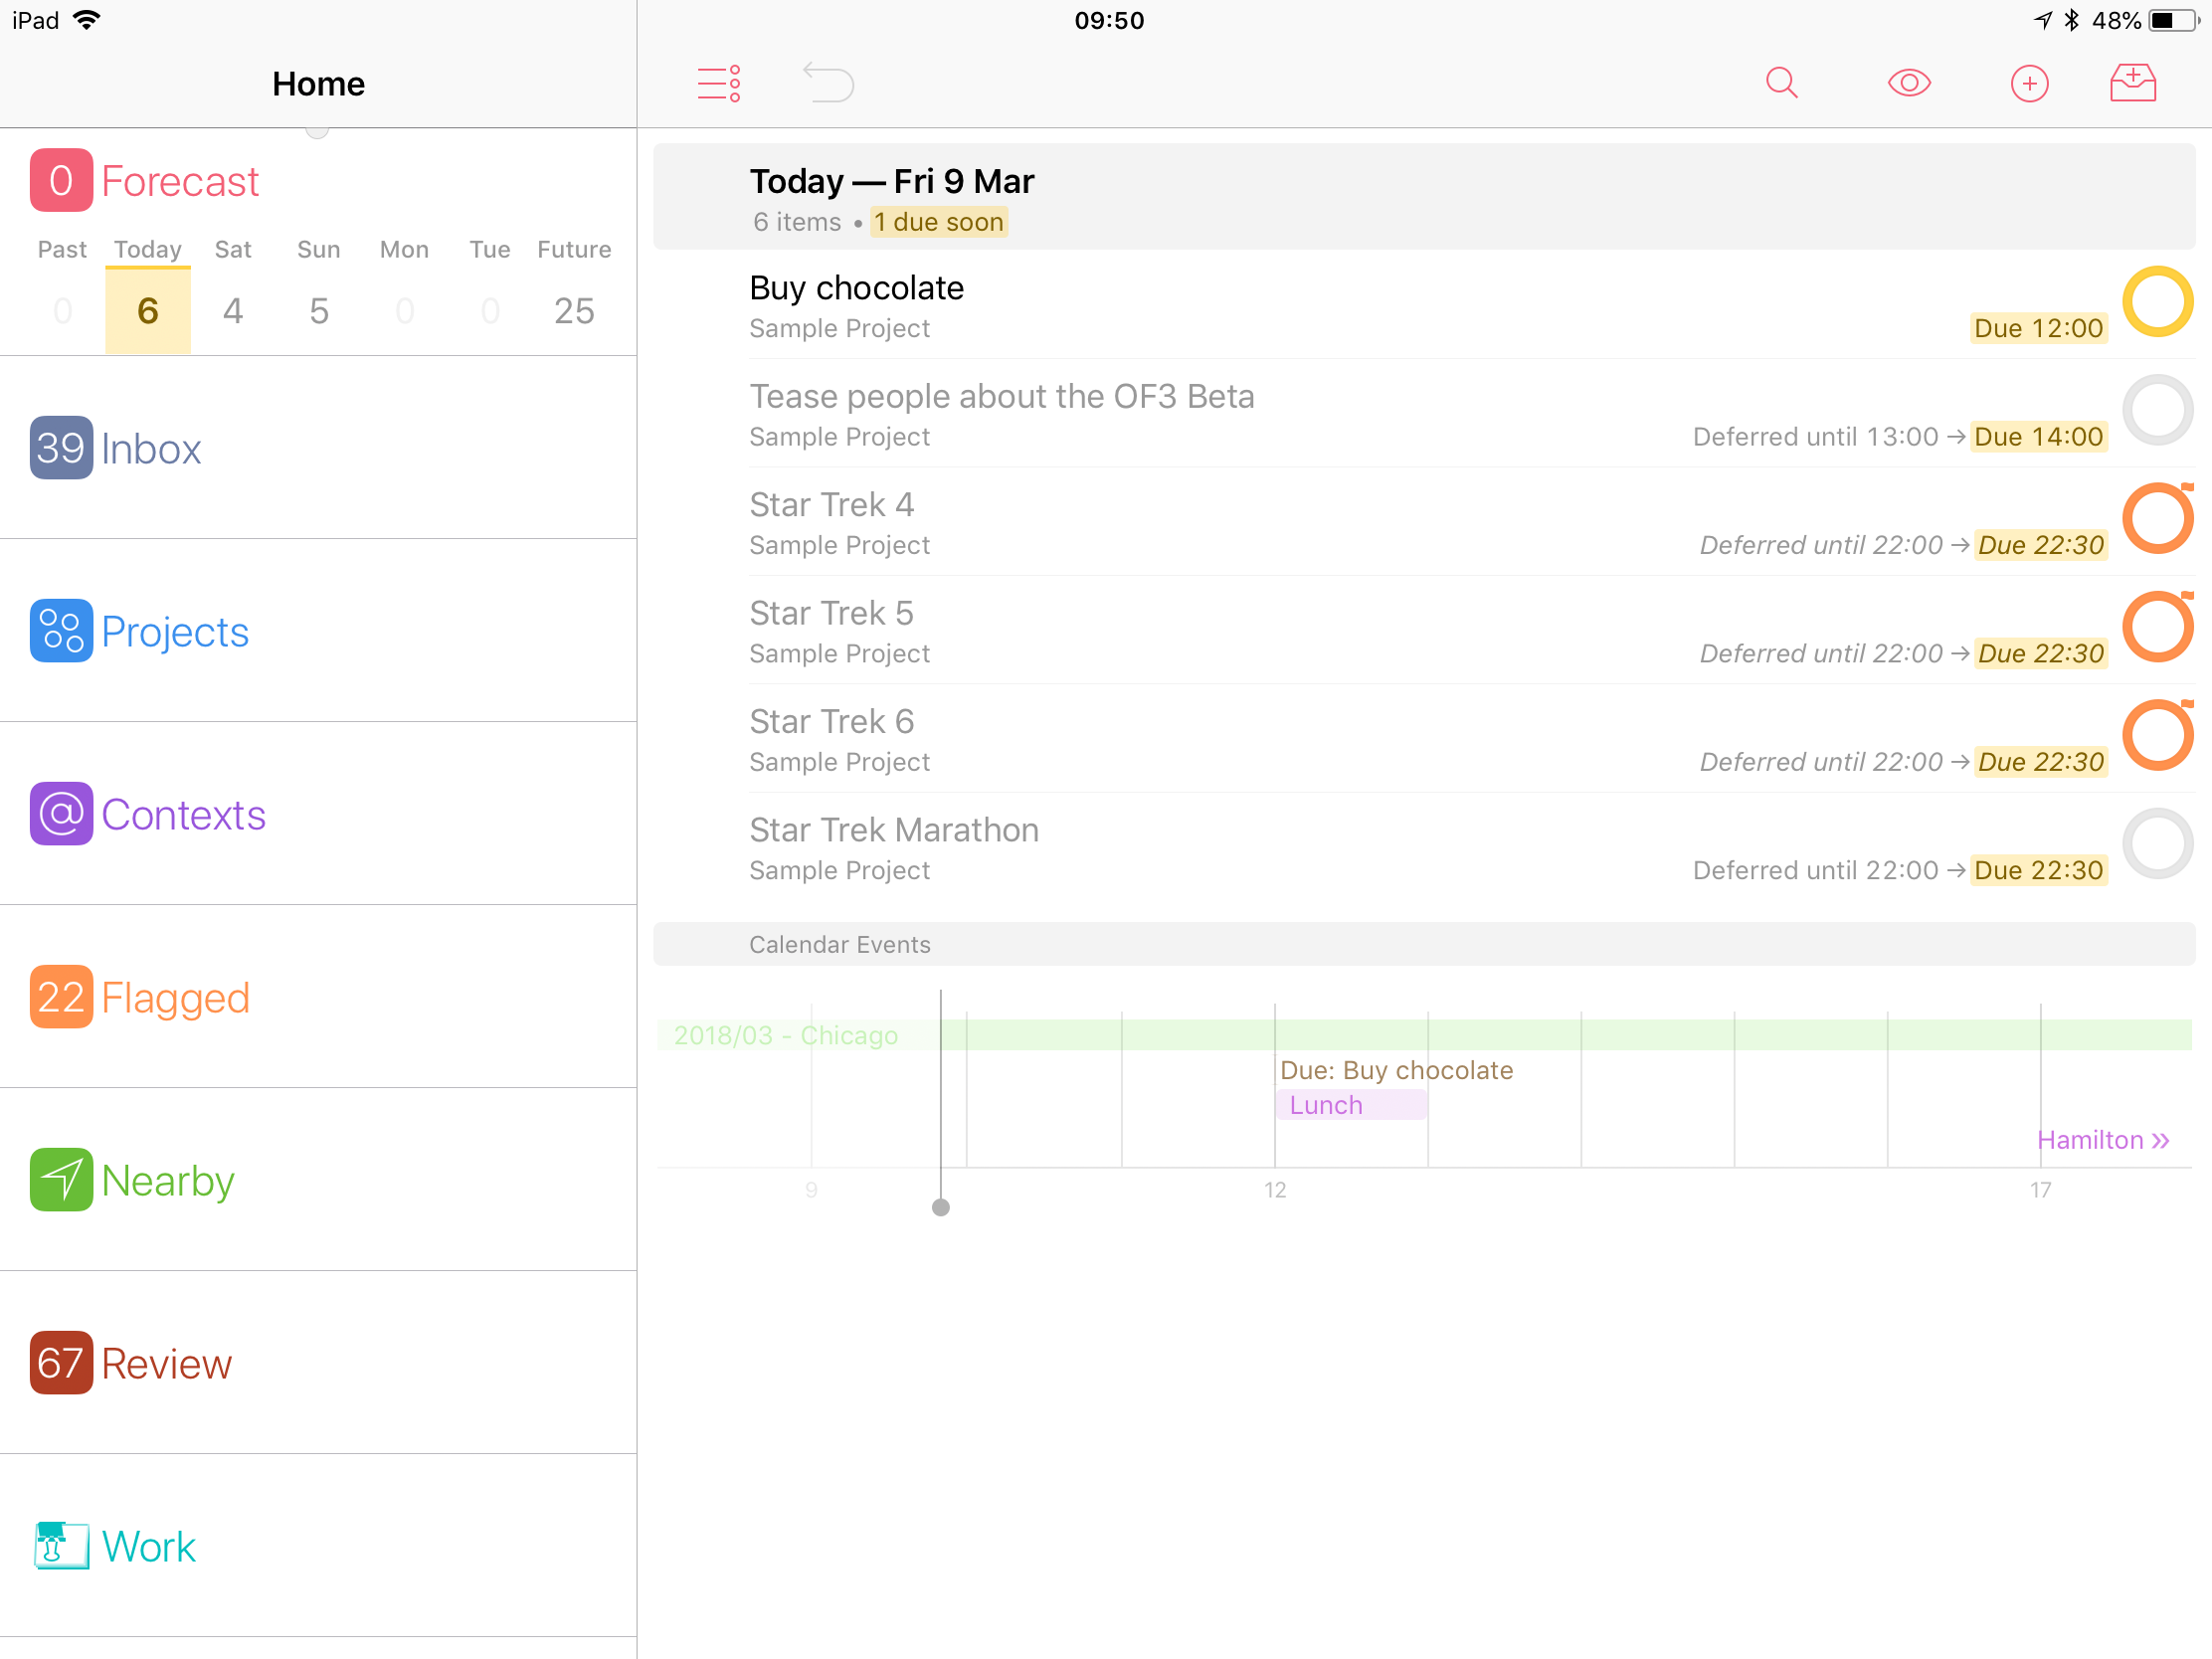 iPad 09:50 48%
Home
0 Forecast
Past Today Sat Sun Mon Tue Future
0 6 4 5 0 0 25
39 Inbox
Projects
@ Contexts
22 Flagged
Nearby
67 Review
Work
Today — Fri 9 Mar
6 items • 1 due soon
Buy chocolate
Sample Project Due 12:00
Tease people about the OF3 Beta
Sample Project Deferred until 13:00 → Due 14:00
Star Trek 4
Sample Project Deferred until 22:00 → Due 22:30
Star Trek 5
Sample Project Deferred until 22:00 → Due 22:30
Star Trek 6
Sample Project Deferred until 22:00 → Due 22:30
Star Trek Marathon
Sample Project Deferred until 22:00 → Due 22:30
Calendar Events
2018/03 - Chicago
Due: Buy chocolate
Lunch
Hamilton »
9 12 17